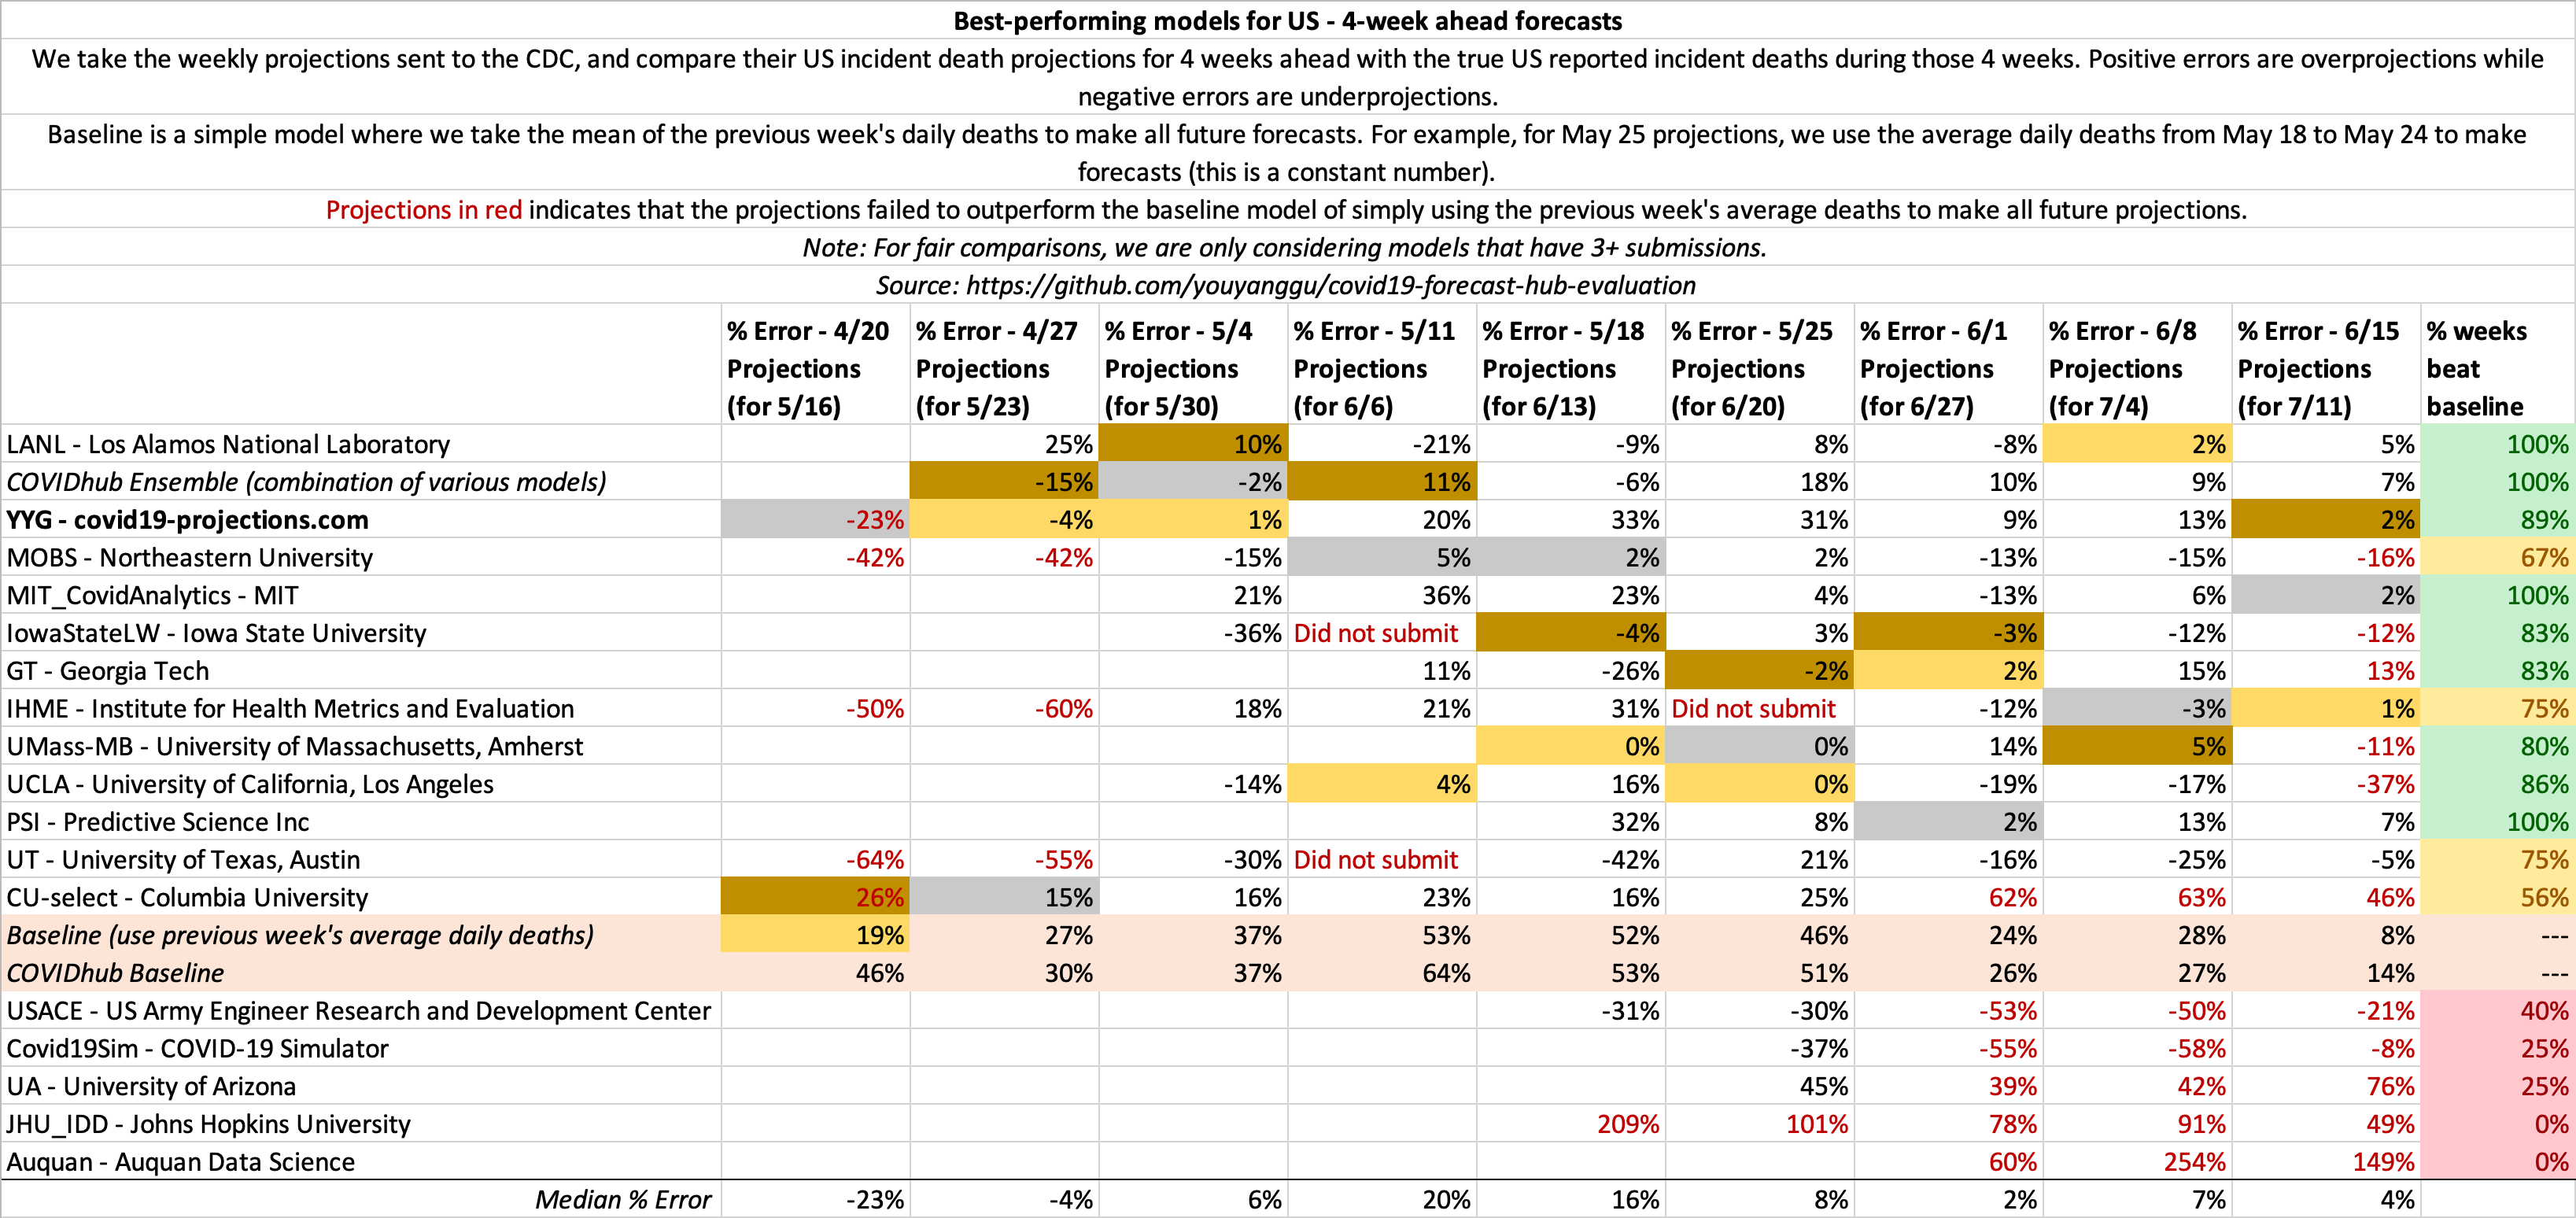 Best-performing models for US - 4-week ahead forecasts
We take the weekly projections sent to the CDC, and compare their US incident death projections for 4 weeks ahead with the true US reported incident deaths during those 4 weeks. Positive errors are overprojections while
negative errors are underprojections.
Baseline is a simple model where we take the mean of the previous week's daily deaths to make all future forecasts. For example, for May 25 projections, we use the average daily deaths from May 18 to May 24 to make
forecasts (this is a constant number).
Projections in red indicates that the projections failed to outperform the baseline model of simply using the previous week's average deaths to make all future projections.
Note: For fair comparisons, we are only considering models that have 3+ submissions.
Source: https://github.com/youyanggu/covid19-forecast-hub-evaluation
% Error - 4/20 % Error - 4/27 % Error - 5/4 % Error - 5/11 % Error - 5/18 % Error - 5/25 % Error - 6/1 % Error - 6/8 % Error - 6/15 % weeks
Projections Projections Projections Projections Projections Projections Projections Projections Projections beat
(for 5/16) (for 5/23) (for 5/30) (for 6/6) (for 6/13) (for 6/20) (for 6/27) (for 7/4) (for 7/11) baseline
LANL - Los Alamos National Laboratory 25% 10% -21% -9% 8% -8% 2% 5% 100%
COVIDhub Ensemble (combination of various models) -15% -2% 11% -6% 18% 10% 9% 7% 100%
YYG - covid19-projections.com -23% -4% 1% 20% 33% 31% 9% 13% 2% 89%
MOBS - Northeastern University -42% -42% -15% 5% 2% 2% -13% -15% -16% 67%
MIT_CovidAnalytics - MIT 21% 36% 23% 4% -13% 6% 2% 100%
IowaStateLW - Iowa State University -36% Did not submit -4% 3% -3% -12% -12% 83%
GT - Georgia Tech 11% -26% -2% 2% 15% 13% 83%
IHME - Institute for Health Metrics and Evaluation -50% -60% 18% 21% 31% Did not submit -12% -3% 1% 75%
UMass-MB - University of Massachusetts, Amherst 0% 0% 14% 5% -11% 80%
UCLA - University of California, Los Angeles -14% 4% 16% 0% -19% -17% -37% 86%
PSI - Predictive Science Inc 32% 8% 2% 13% 7% 100%
UT - University of Texas, Austin -64% -55% -30% Did not submit -42% 21% -16% -25% -5% 75%
CU-select - Columbia University 26% 15% 16% 23% 16% 25% 62% 63% 46% 56%
Baseline (use previous week's average daily deaths) 19% 27% 37% 53% 52% 46% 24% 28% 8% ---
COVIDhub Baseline 46% 30% 37% 64% 53% 51% 26% 27% 14% ---
USACE - US Army Engineer Research and Development Center -31% -30% -53% -50% -21% 40%
Covid19Sim - COVID-19 Simulator -37% -55% -58% -8% 25%
UA - University of Arizona 45% 39% 42% 76% 25%
JHU_IDD - Johns Hopkins University 209% 101% 78% 91% 49% 0%
Auquan - Auquan Data Science 60% 254% 149% 0%
Median % Error -23% -4% 6% 20% 16% 8% 2% 7% 4%